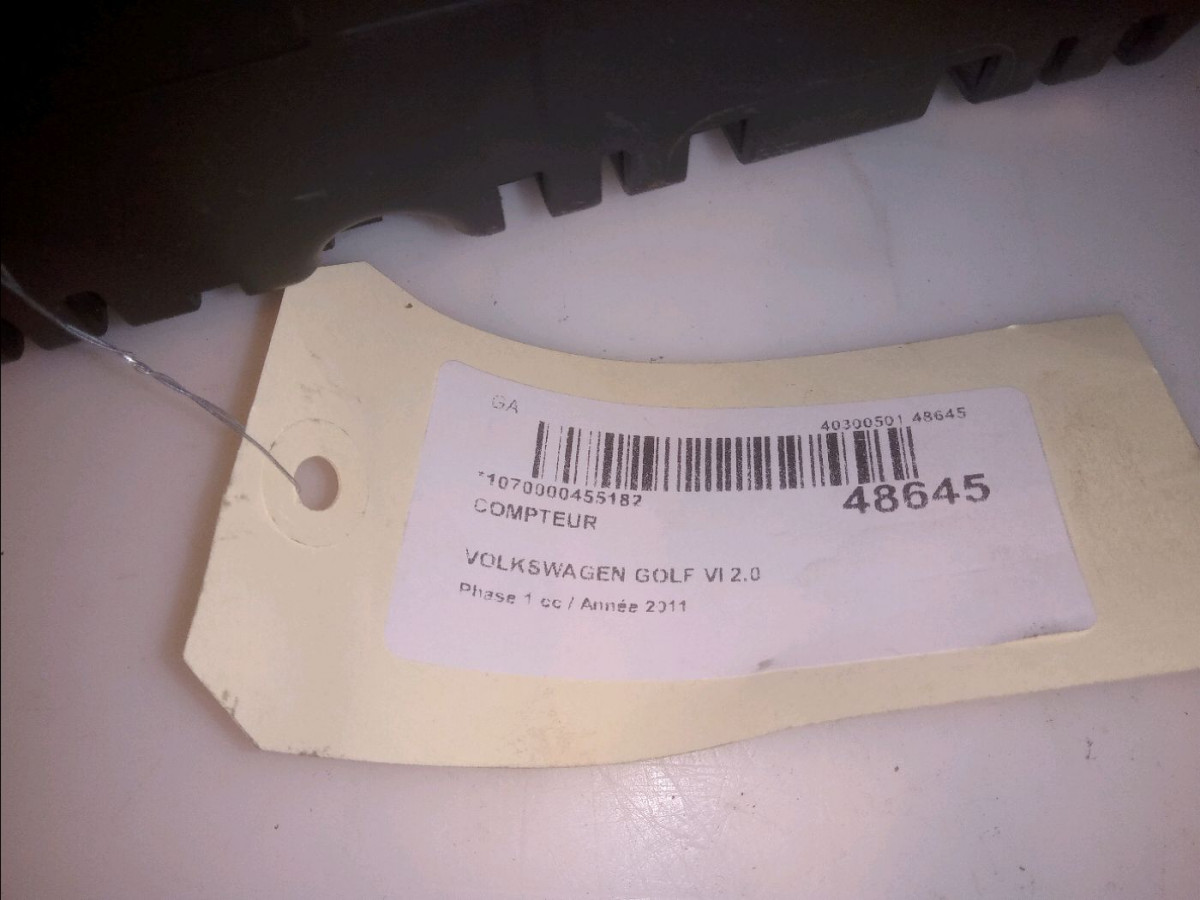 GA
40300501 48645
*1070000455182
48645
COMPTEUR
VOLKSWAGEN GOLF VI 2.0
Phase 1 cc / Année 2011